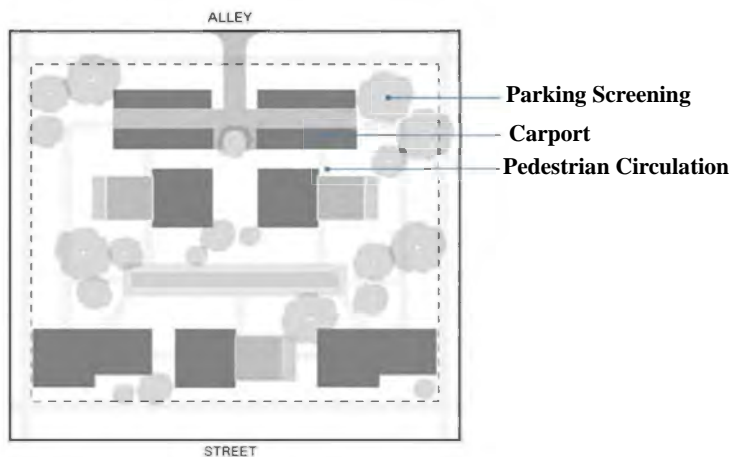 ALLEY
Parking Screening
Carport
Pedestrian Circulation
STREET